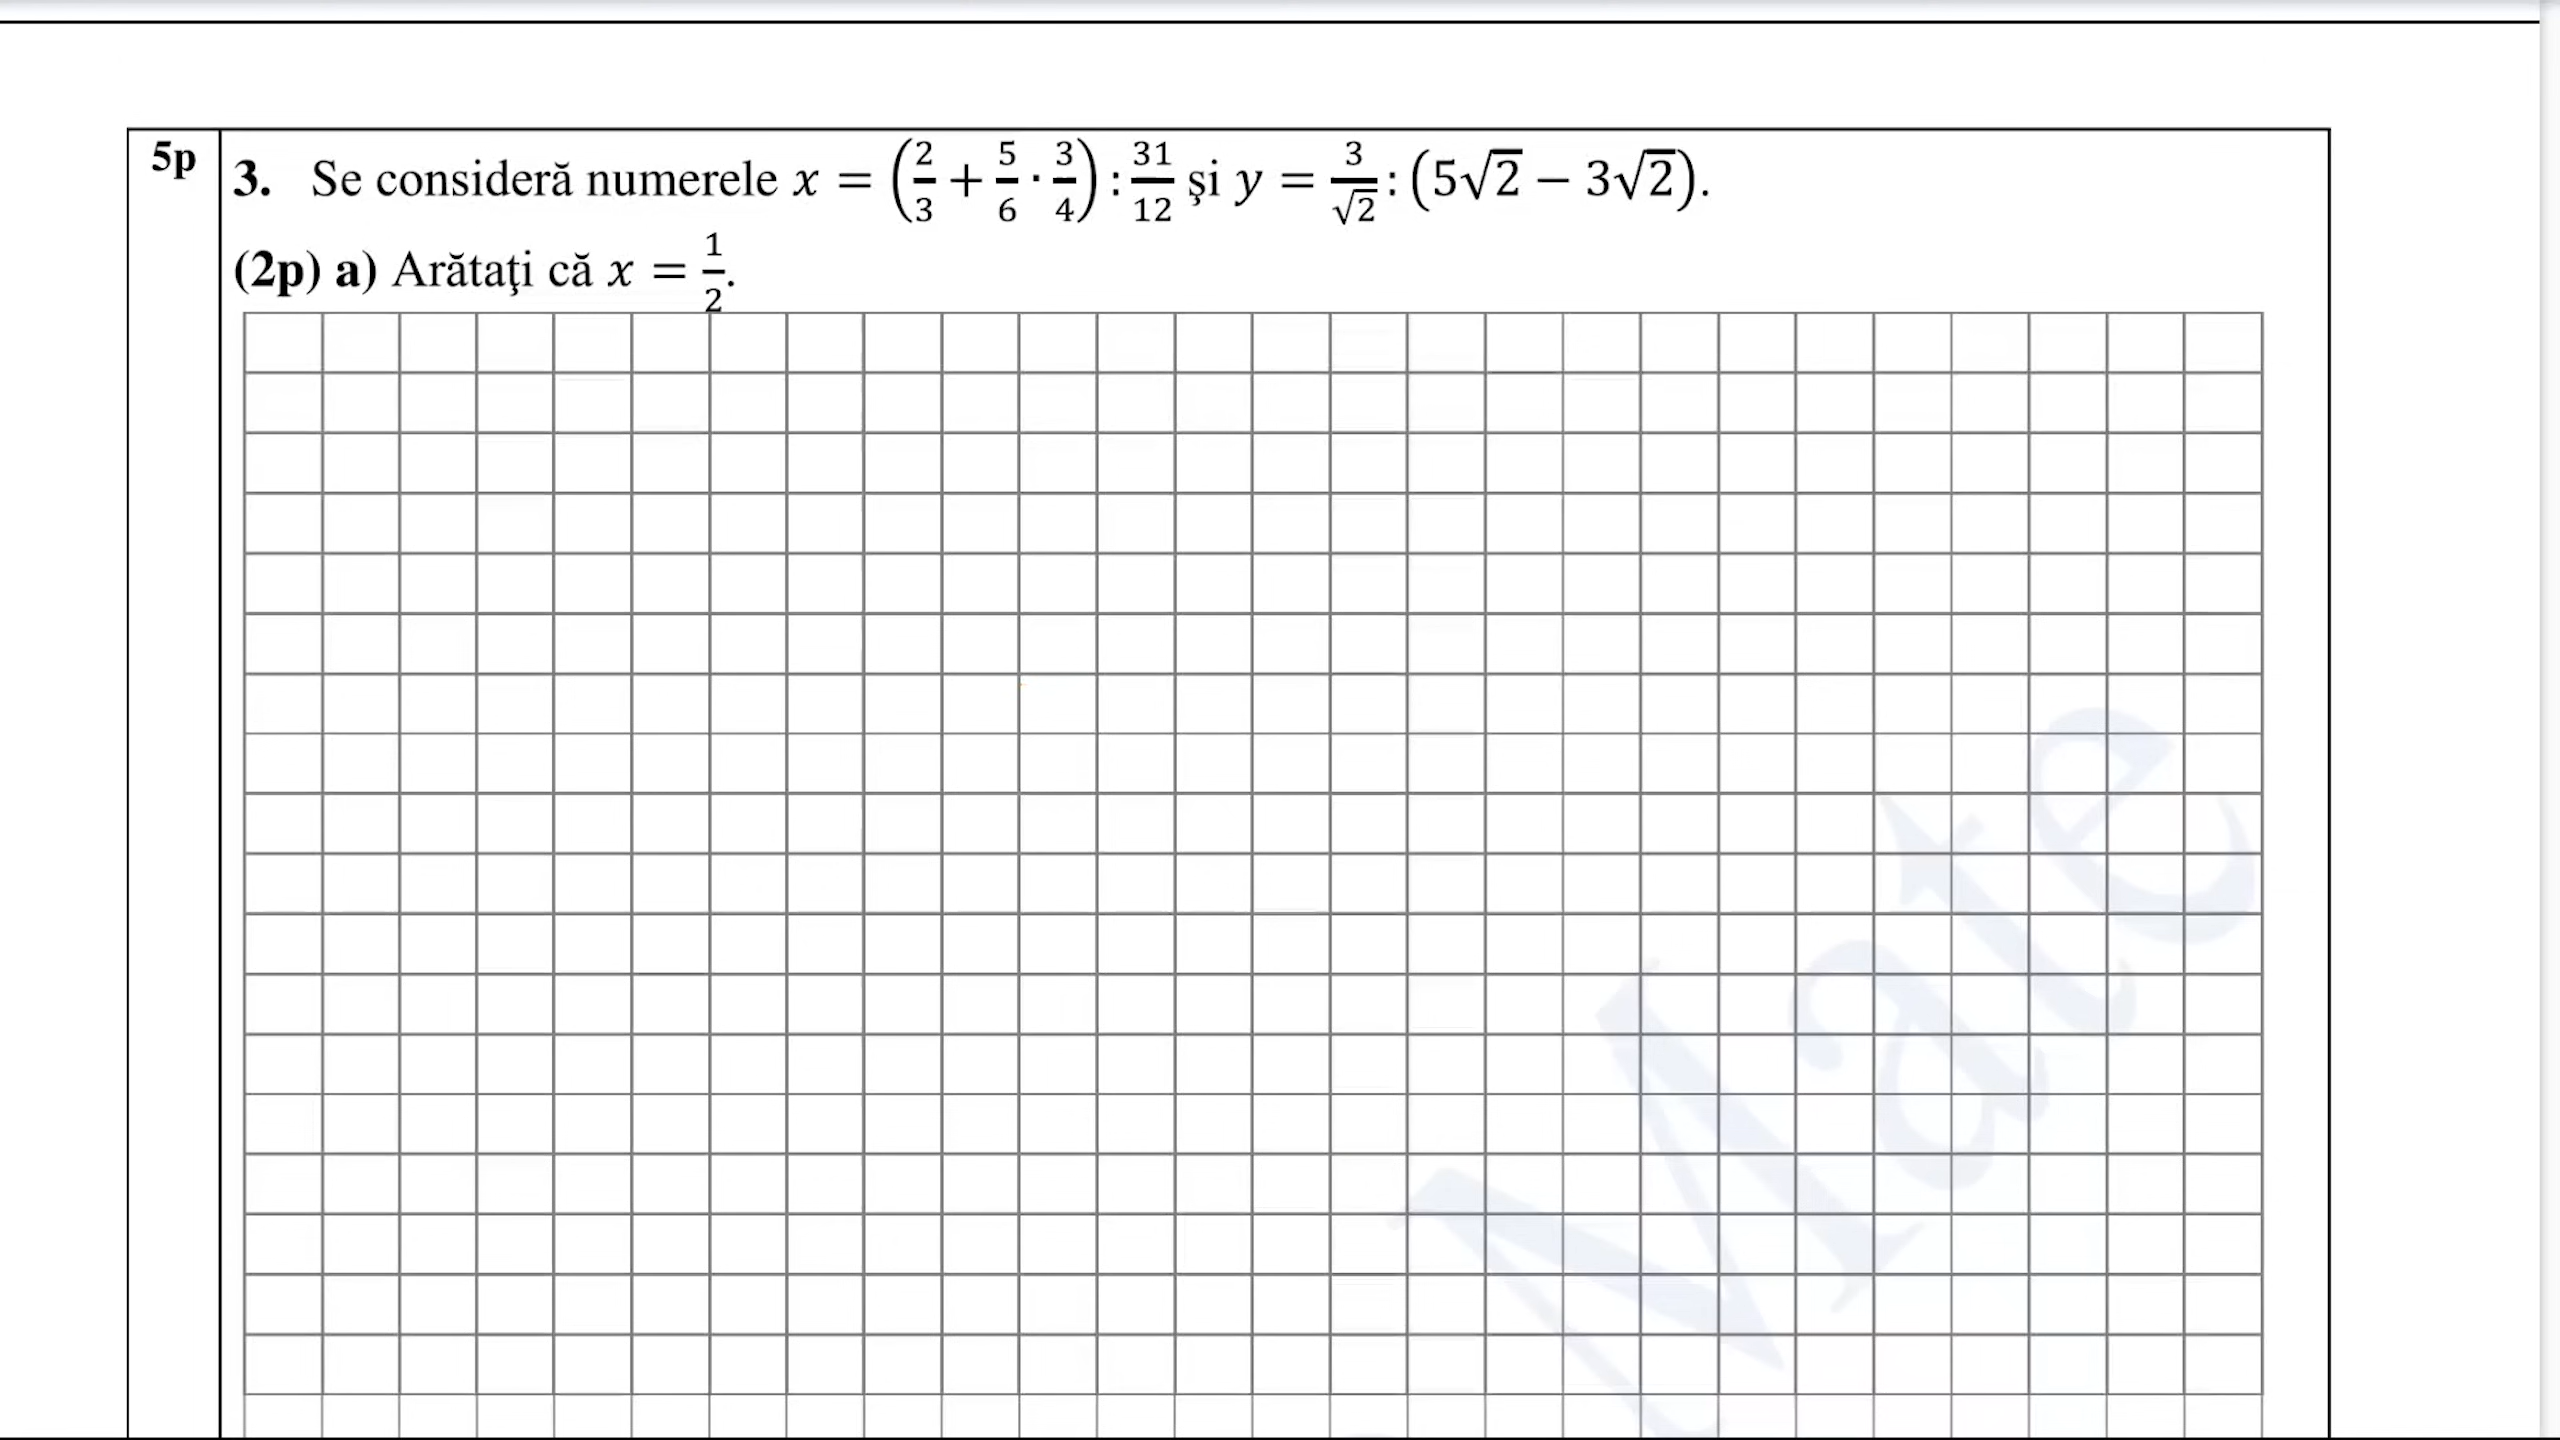 5p
3. Se consideră numerele x = (2/3 + 5/6 · 3/4) : 31/12 şi y = 3/√2 : (5√2 − 3√2).
(2p) a) Arătaţi că x = 1/2.
Mate